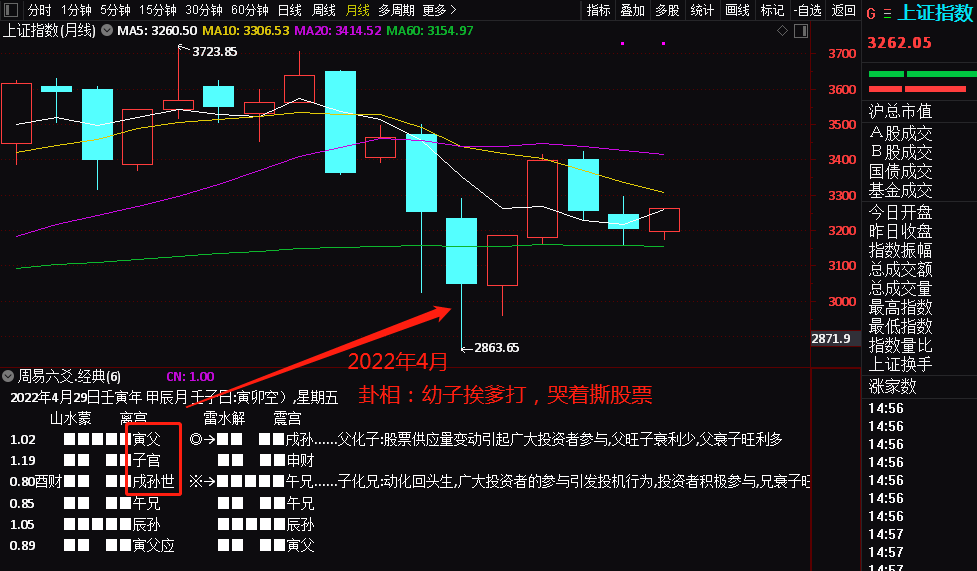 分时 1分钟 5分钟 15分钟 30分钟 60分钟 日线 周线 月线 多周期 更多 指标 叠加 多股 统计 画线 标记 -自选 返回
G 上证指数
上证指数(月线) MA5: 3260.50 MA10: 3306.53 MA20: 3414.52 MA60: 3154.97
3262.05
3723.85
3700
3600
3500
3400
3300
3200
3100
3000
2871.9
2863.65
沪总市值
A股成交
B股成交
国债成交
基金成交
今日开盘
昨日收盘
指数振幅
总成交额
总成交量
最高指数
最低指数
指数量比
上证换手
涨家数
14:56
14:56
14:56
14:56
14:56
14:56
14:56
14:57
14:57
14:57
2022年4月
卦相：幼子挨爹打，哭着撕股票
周易六爻.经典(6) CN: 1.00
2022年4月29日壬寅年 甲辰月 壬子日:(寅卯空）,星期五
山水蒙 离宫 雷水解 震宫
1.02 寅父 ◎→ 戌孙......父化子:股票供应量变动引起广大投资者参与,父旺子衰利少,父衰子旺利多
1.19 子官 申财
0.80 酉财 戌孙世 ※→ 午兄......子化兄:动化回头生,广大投资者的参与引发投机行为,投资者积极参与,兄衰子旺
0.85 午兄 午兄
1.05 辰孙 辰孙
0.89 寅父应 寅父